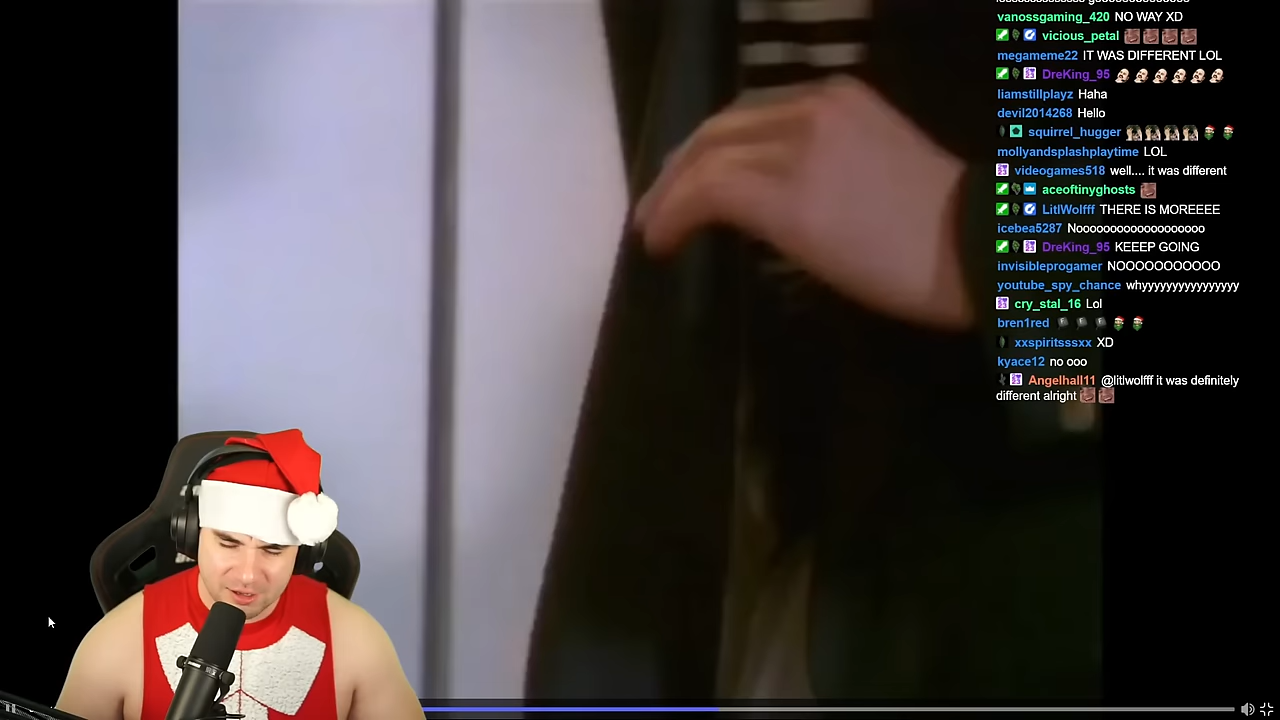 vanossgaming_420 NO WAY XD
vicious_petal
megameme22 IT WAS DIFFERENT LOL
DreKing_95
liamstillplayz Haha
devil2014268 Hello
squirrel_hugger
mollyandsplashplaytime LOL
videogames518 well.... it was different
aceoftinyghosts
LitlWolfff THERE IS MOREEEE
icebea5287 Nooooooooooooooooooo
DreKing_95 KEEEP GOING
invisibleprogamer NOOOOOOOOOOO
youtube_spy_chance whyyyyyyyyyyyyyyy
cry_stal_16 Lol
bren1red
xxspiritsssxx XD
kyace12 no ooo
Angelhall11 @litlwolfff it was definitely
different alright